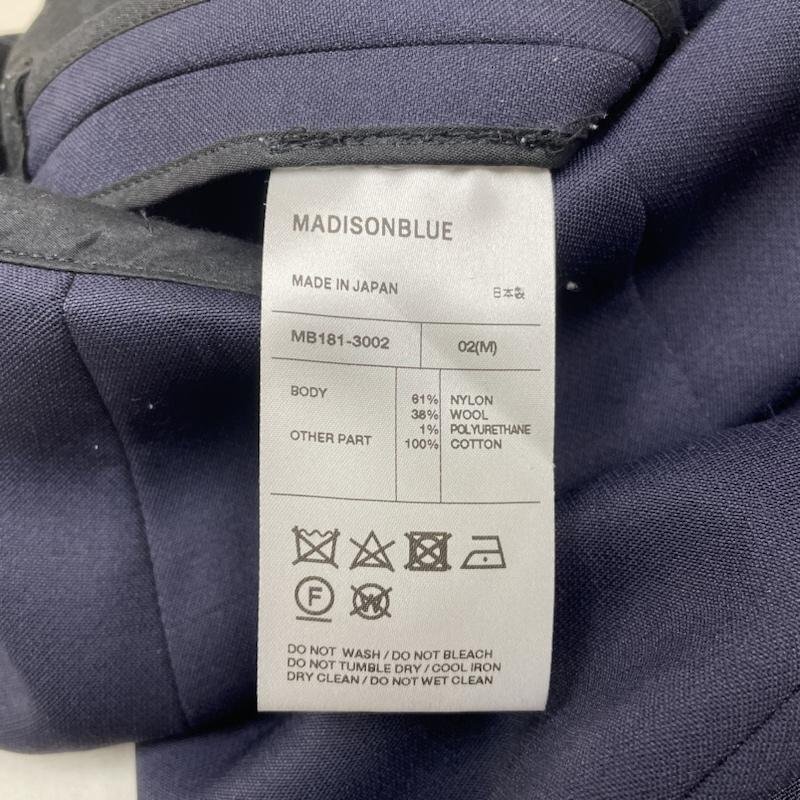 MADISONBLUE
MADE IN JAPAN 日本製
MB181-3002 02(M)
BODY 61% NYLON
38% WOOL
1% POLYURETHANE
OTHER PART 100% COTTON
F W
DO NOT WASH / DO NOT BLEACH
DO NOT TUMBLE DRY / COOL IRON
DRY CLEAN / DO NOT WET CLEAN